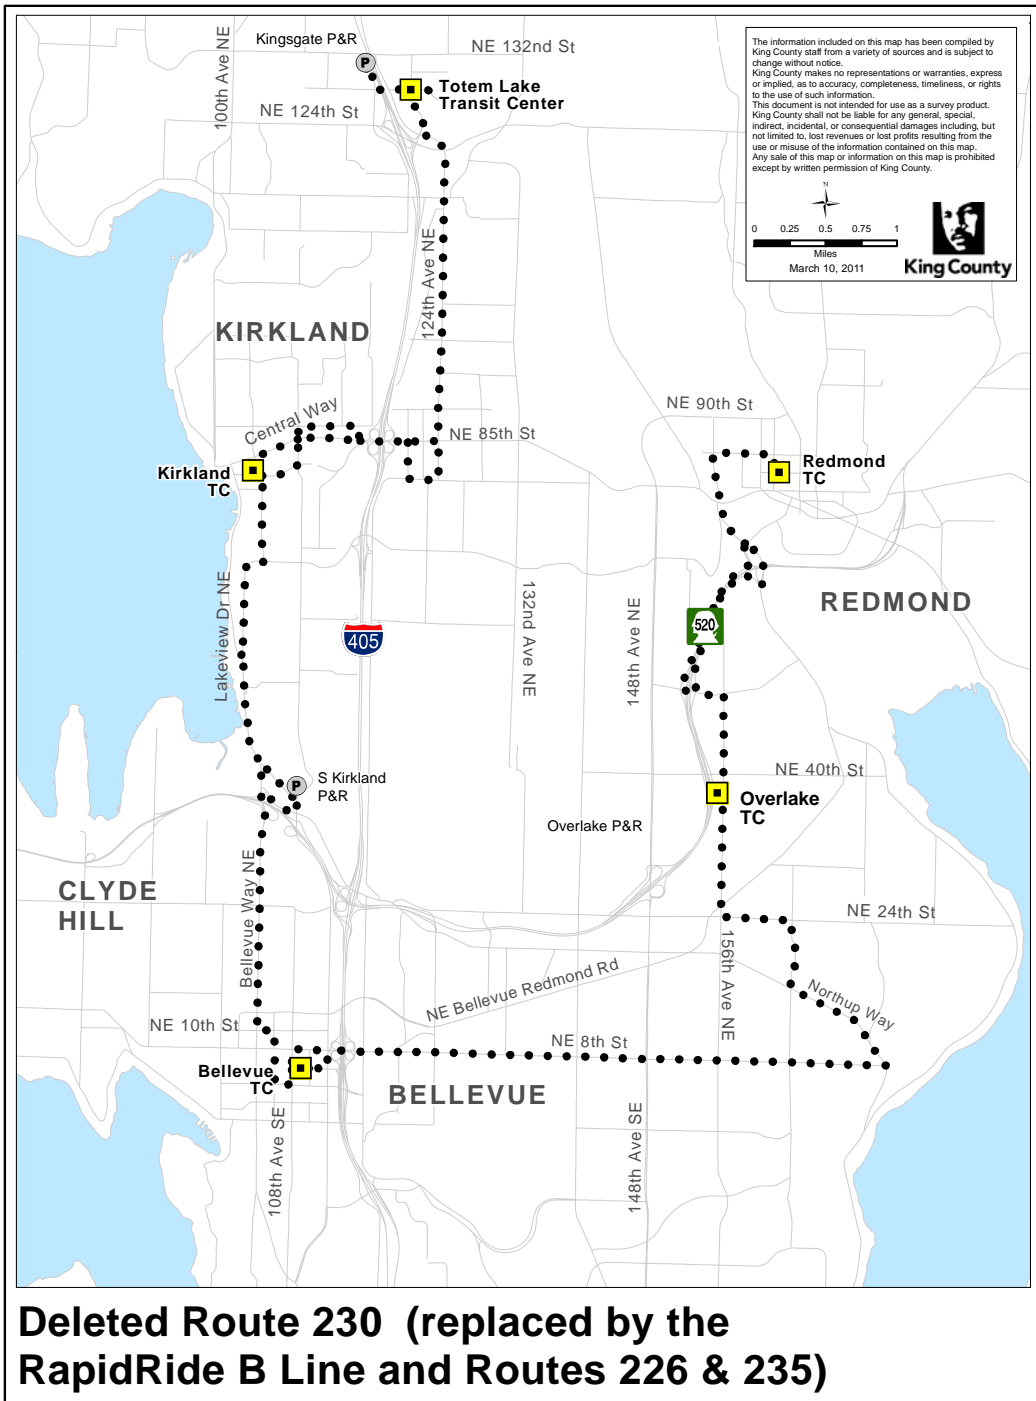 The information included on this map has been compiled by
King County staff from a variety of sources and is subject to
change without notice.
King County makes no representations or warranties, express
or implied, as to accuracy, completeness, timeliness, or rights
to the use of such information.
This document is not intended for use as a survey product.
King County shall not be liable for any general, special,
indirect, incidental, or consequential damages including, but
not limited to, lost revenues or lost profits resulting from the
use or misuse of the information contained on this map.
Any sale of this map or information on this map is prohibited
except by written permission of King County.
N
0 0.25 0.5 0.75 1
Miles
March 10, 2011
King County
100th Ave NE
Kingsgate P&R
P
NE 132nd St
Totem Lake
Transit Center
NE 124th St
124th Ave NE
KIRKLAND
Central Way
NE 85th St
NE 90th St
Kirkland
TC
Redmond
TC
Lakeview Dr NE
405
132nd Ave NE
148th Ave NE
520
REDMOND
S Kirkland
P&R
P
NE 40th St
Overlake
TC
Overlake P&R
CLYDE
HILL
Bellevue Way NE
NE 24th St
156th Ave NE
Northup Way
NE Bellevue Redmond Rd
NE 10th St
NE 8th St
Bellevue
TC
BELLEVUE
108th Ave SE
148th Ave SE
Deleted Route 230 (replaced by the
RapidRide B Line and Routes 226 & 235)